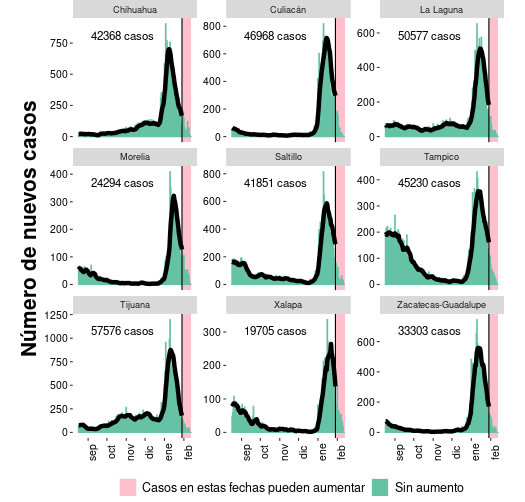 Chihuahua
Culiacán
La Laguna
42368 casos
46968 casos
50577 casos
750
500
250
0
800
600
400
200
0
600
400
200
0
Morelia
Saltillo
Tampico
24294 casos
41851 casos
45230 casos
400
300
200
100
0
800
600
400
200
0
400
300
200
100
0
Tijuana
Xalapa
Zacatecas-Guadalupe
57576 casos
19705 casos
33303 casos
1250
1000
750
500
250
0
300
200
100
0
600
400
200
0
sep
oct
nov
dic
ene
feb
sep
oct
nov
dic
ene
feb
sep
oct
nov
dic
ene
feb
Número de nuevos casos
Casos en estas fechas pueden aumentar
Sin aumento